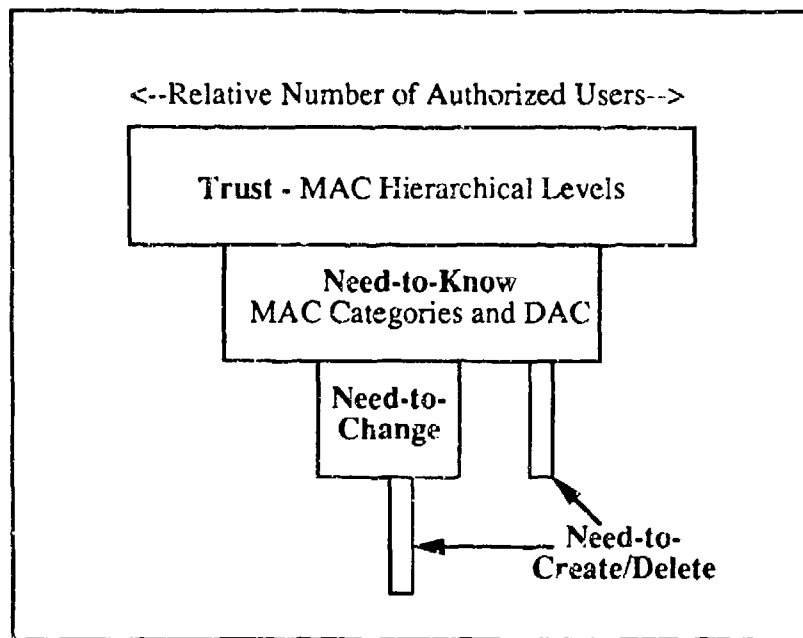 <--Relative Number of Authorized Users-->
Trust - MAC Hierarchical Levels
Need-to-Know
MAC Categories and DAC
Need-to-
Change
Need-to-
Create/Delete